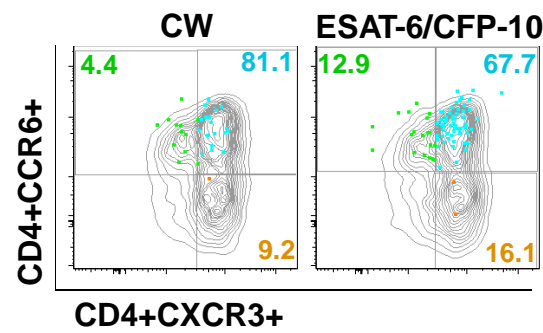 CW
ESAT-6/CFP-10
4.4
81.1
12.9
67.7
CD4+CCR6+
9.2
16.1
CD4+CXCR3+